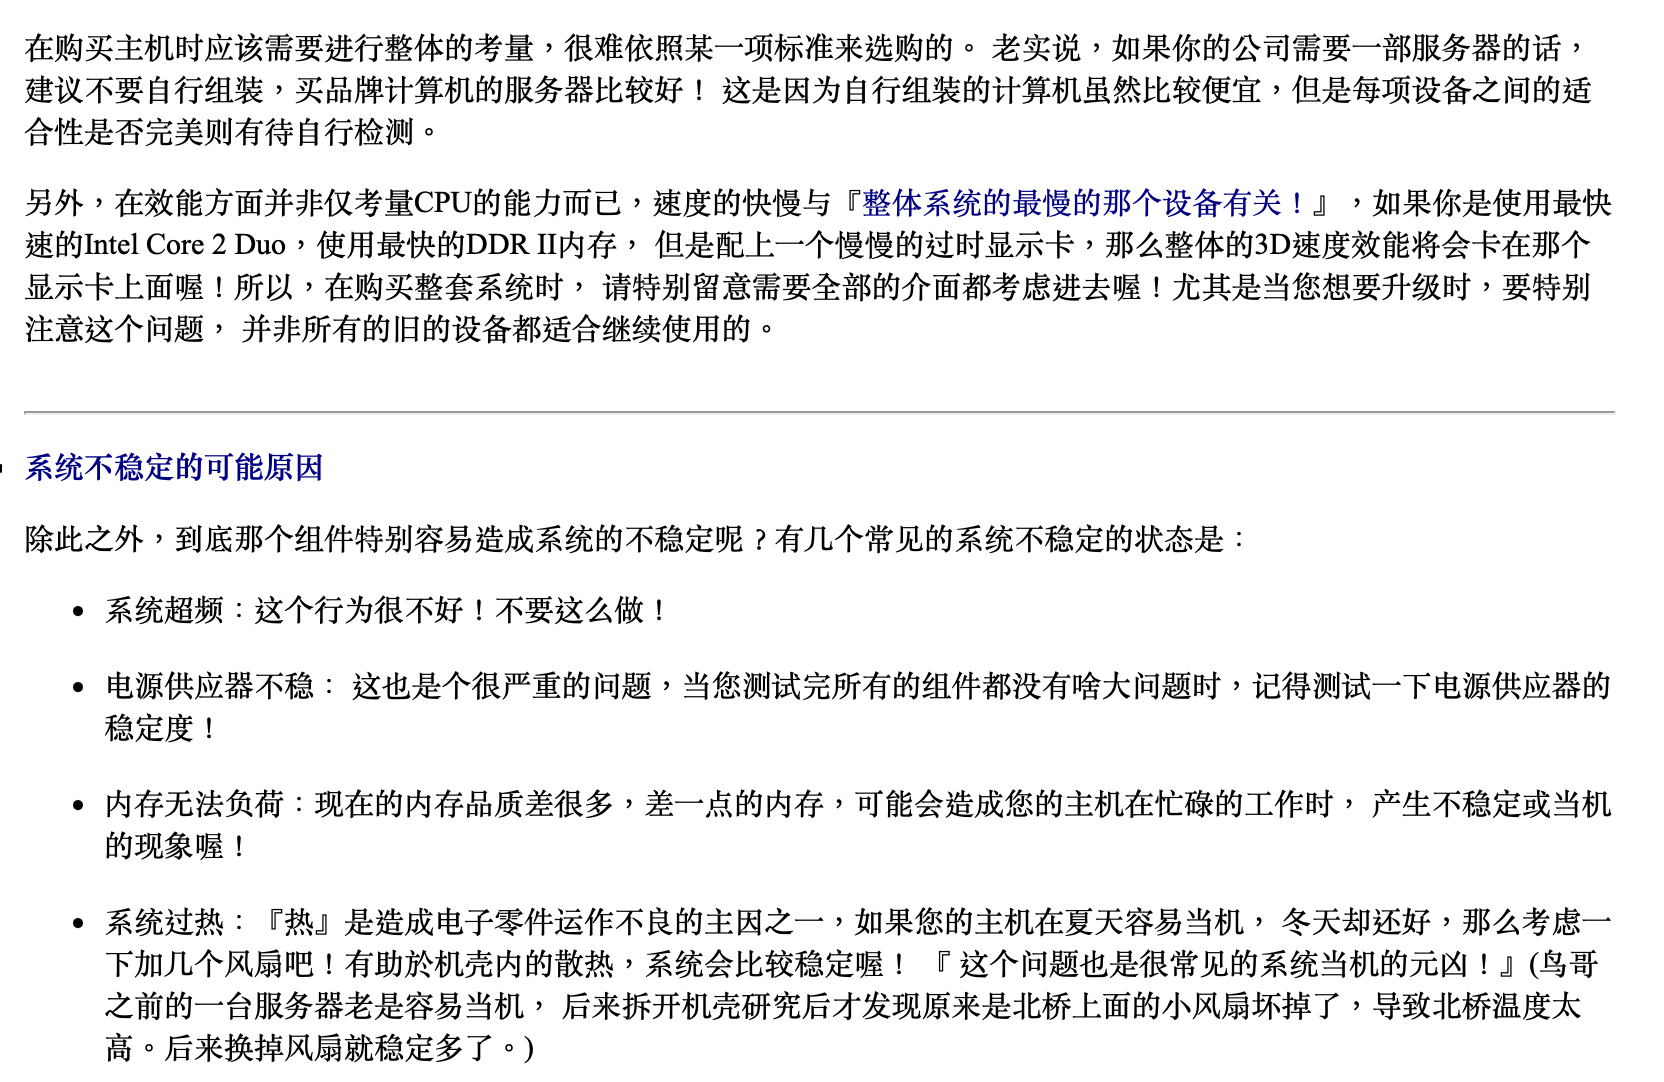 在购买主机时应该需要进行整体的考量，很难依照某一项标准来选购的。 老实说，如果你的公司需要一部服务器的话，
建议不要自行组装，买品牌计算机的服务器比较好！ 这是因为自行组装的计算机虽然比较便宜，但是每项设备之间的适
合性是否完美则有待自行检测。
另外，在效能方面并非仅考量CPU的能力而已，速度的快慢与『整体系统的最慢的那个设备有关！』，如果你是使用最快
速的Intel Core 2 Duo，使用最快的DDR II内存， 但是配上一个慢慢的过时显示卡，那么整体的3D速度效能将会卡在那个
显示卡上面喔！所以，在购买整套系统时， 请特别留意需要全部的介面都考虑进去喔！尤其是当您想要升级时，要特别
注意这个问题， 并非所有的旧的设备都适合继续使用的。
系统不稳定的可能原因
除此之外，到底那个组件特别容易造成系统的不稳定呢？有几个常见的系统不稳定的状态是：
• 系统超频：这个行为很不好！不要这么做！
• 电源供应器不稳： 这也是个很严重的问题，当您测试完所有的组件都没有啥大问题时，记得测试一下电源供应器的
稳定度！
• 内存无法负荷：现在的内存品质差很多，差一点的内存，可能会造成您的主机在忙碌的工作时， 产生不稳定或当机
的现象喔！
• 系统过热：『热』是造成电子零件运作不良的主因之一，如果您的主机在夏天容易当机， 冬天却还好，那么考虑一
下加几个风扇吧！有助於机壳内的散热，系统会比较稳定喔！ 『 这个问题也是很常见的系统当机的元凶！』(鸟哥
之前的一台服务器老是容易当机， 后来拆开机壳研究后才发现原来是北桥上面的小风扇坏掉了，导致北桥温度太
高。后来换掉风扇就稳定多了。)